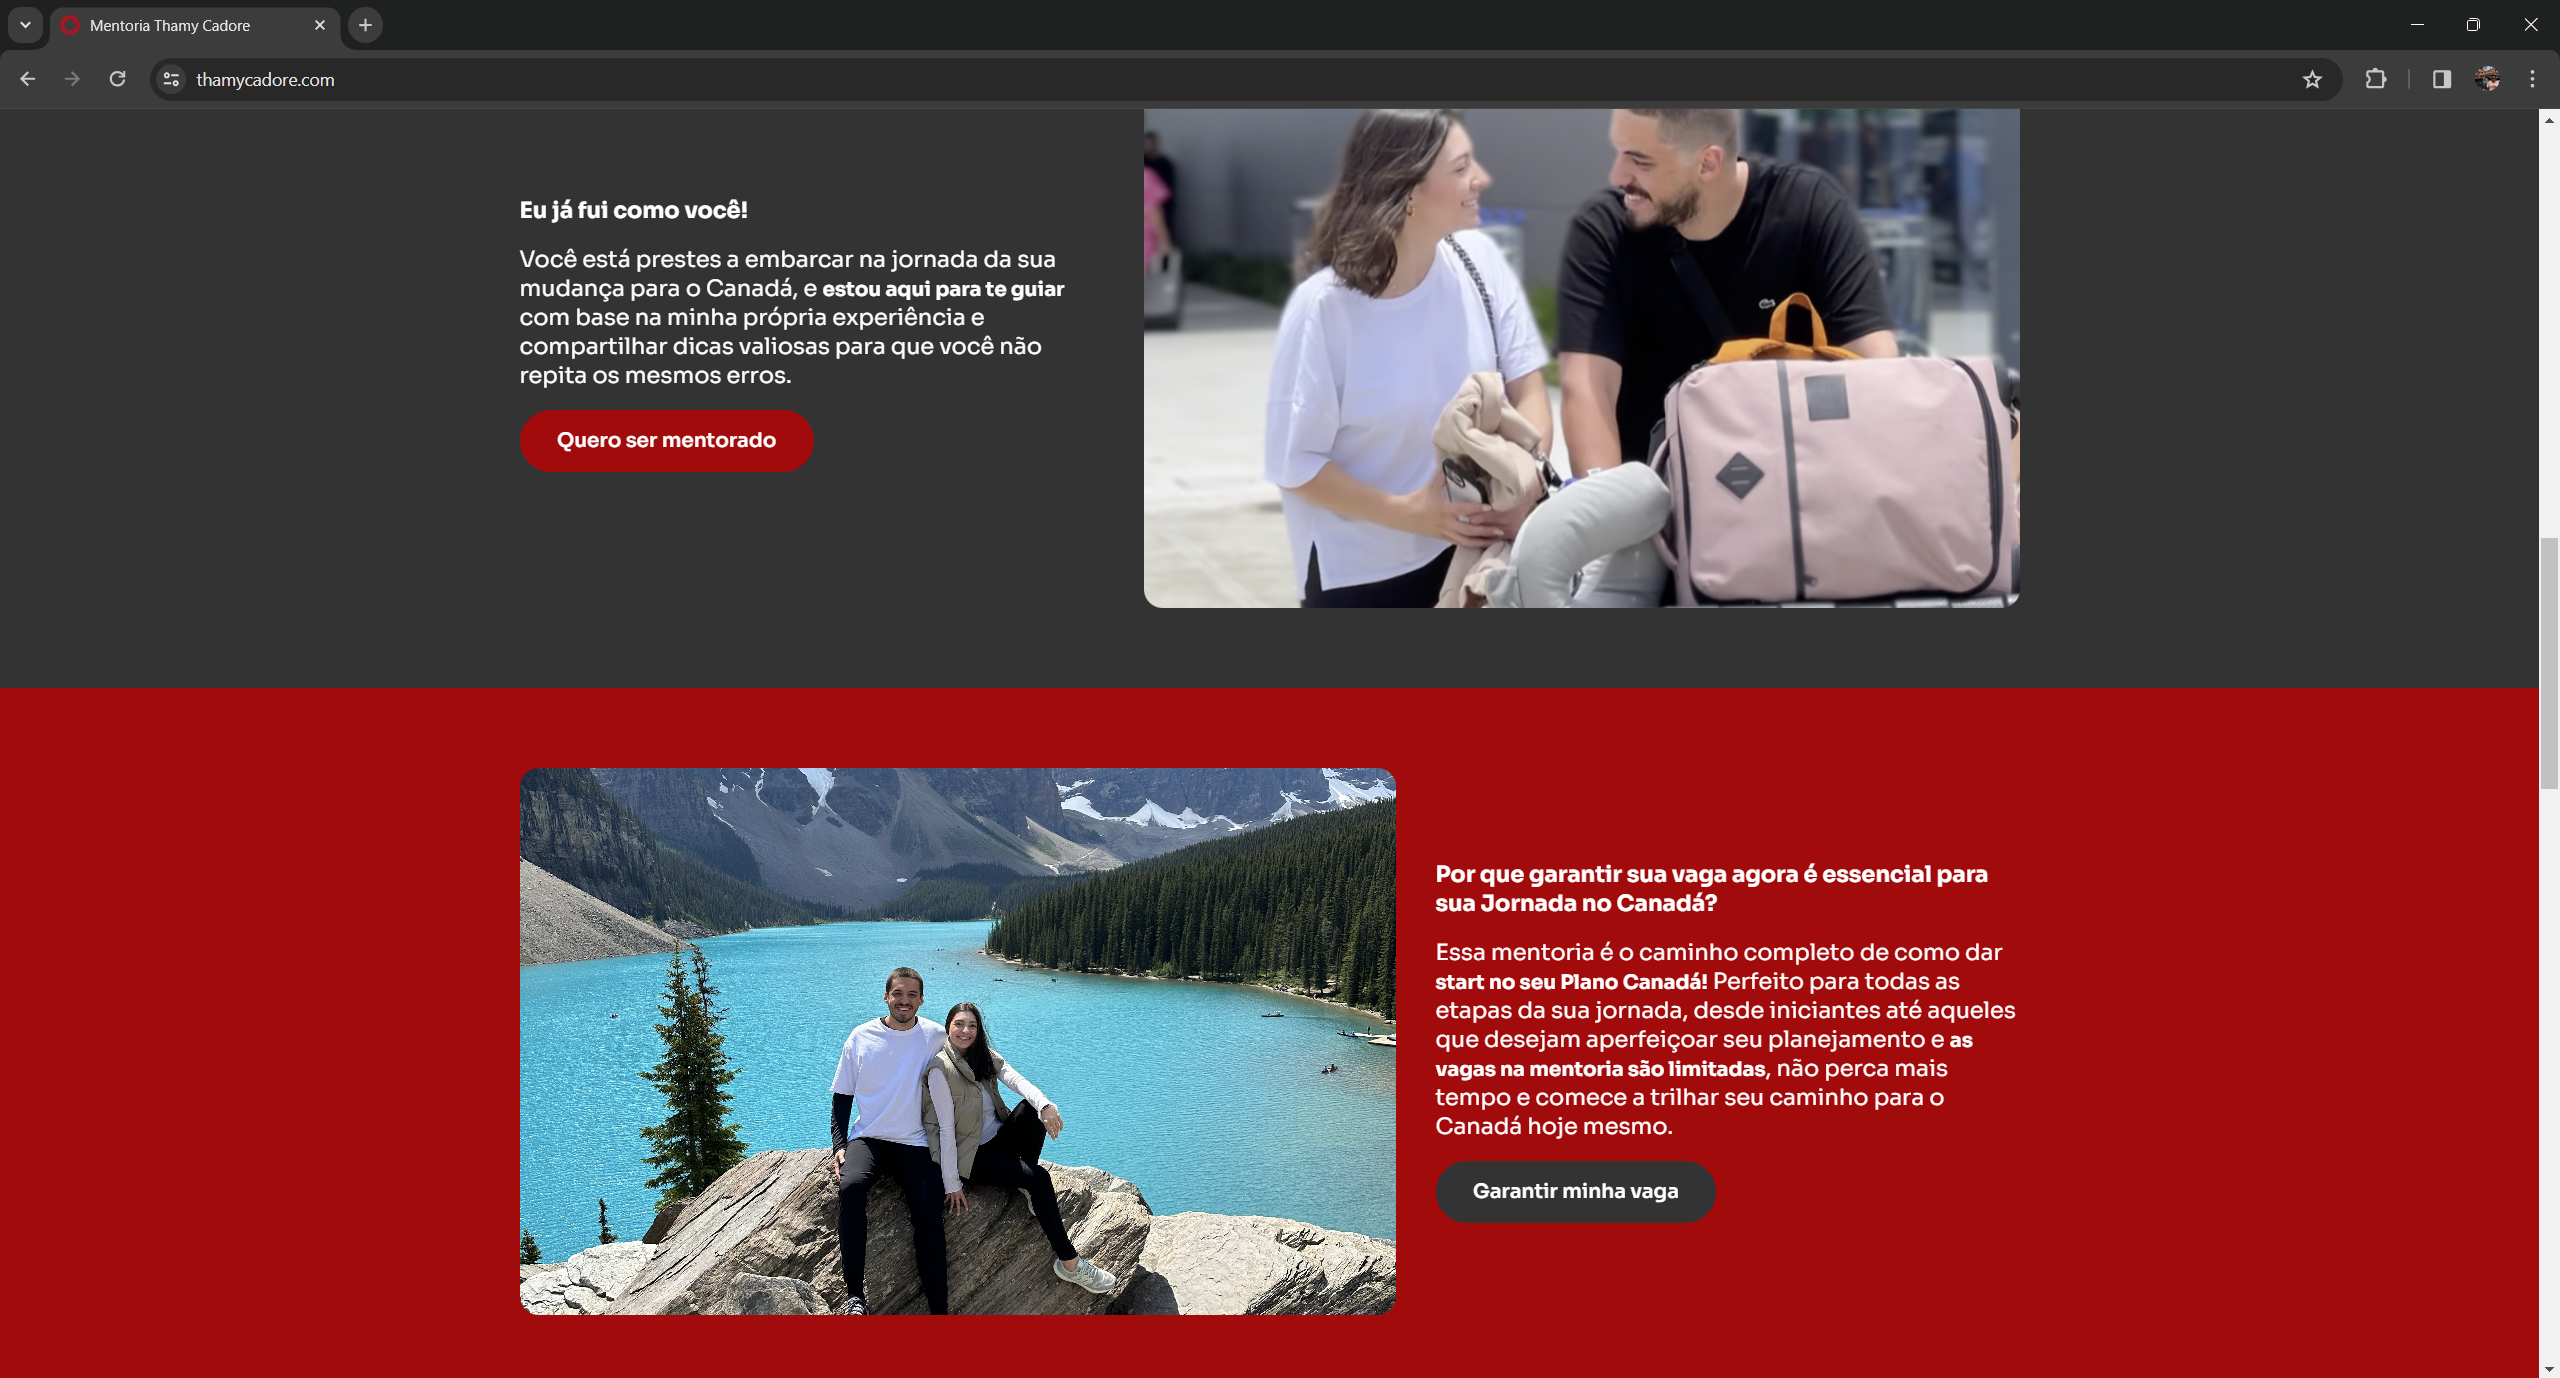 Mentoria Thamy Cadore
thamycadore.com
Eu já fui como você!
Você está prestes a embarcar na jornada da sua
mudança para o Canadá, e estou aqui para te guiar
com base na minha própria experiência e
compartilhar dicas valiosas para que você não
repita os mesmos erros.
Quero ser mentorado
Por que garantir sua vaga agora é essencial para
sua Jornada no Canadá?
Essa mentoria é o caminho completo de como dar
start no seu Plano Canadá! Perfeito para todas as
etapas da sua jornada, desde iniciantes até aqueles
que desejam aperfeiçoar seu planejamento e as
vagas na mentoria são limitadas, não perca mais
tempo e comece a trilhar seu caminho para o
Canadá hoje mesmo.
Garantir minha vaga